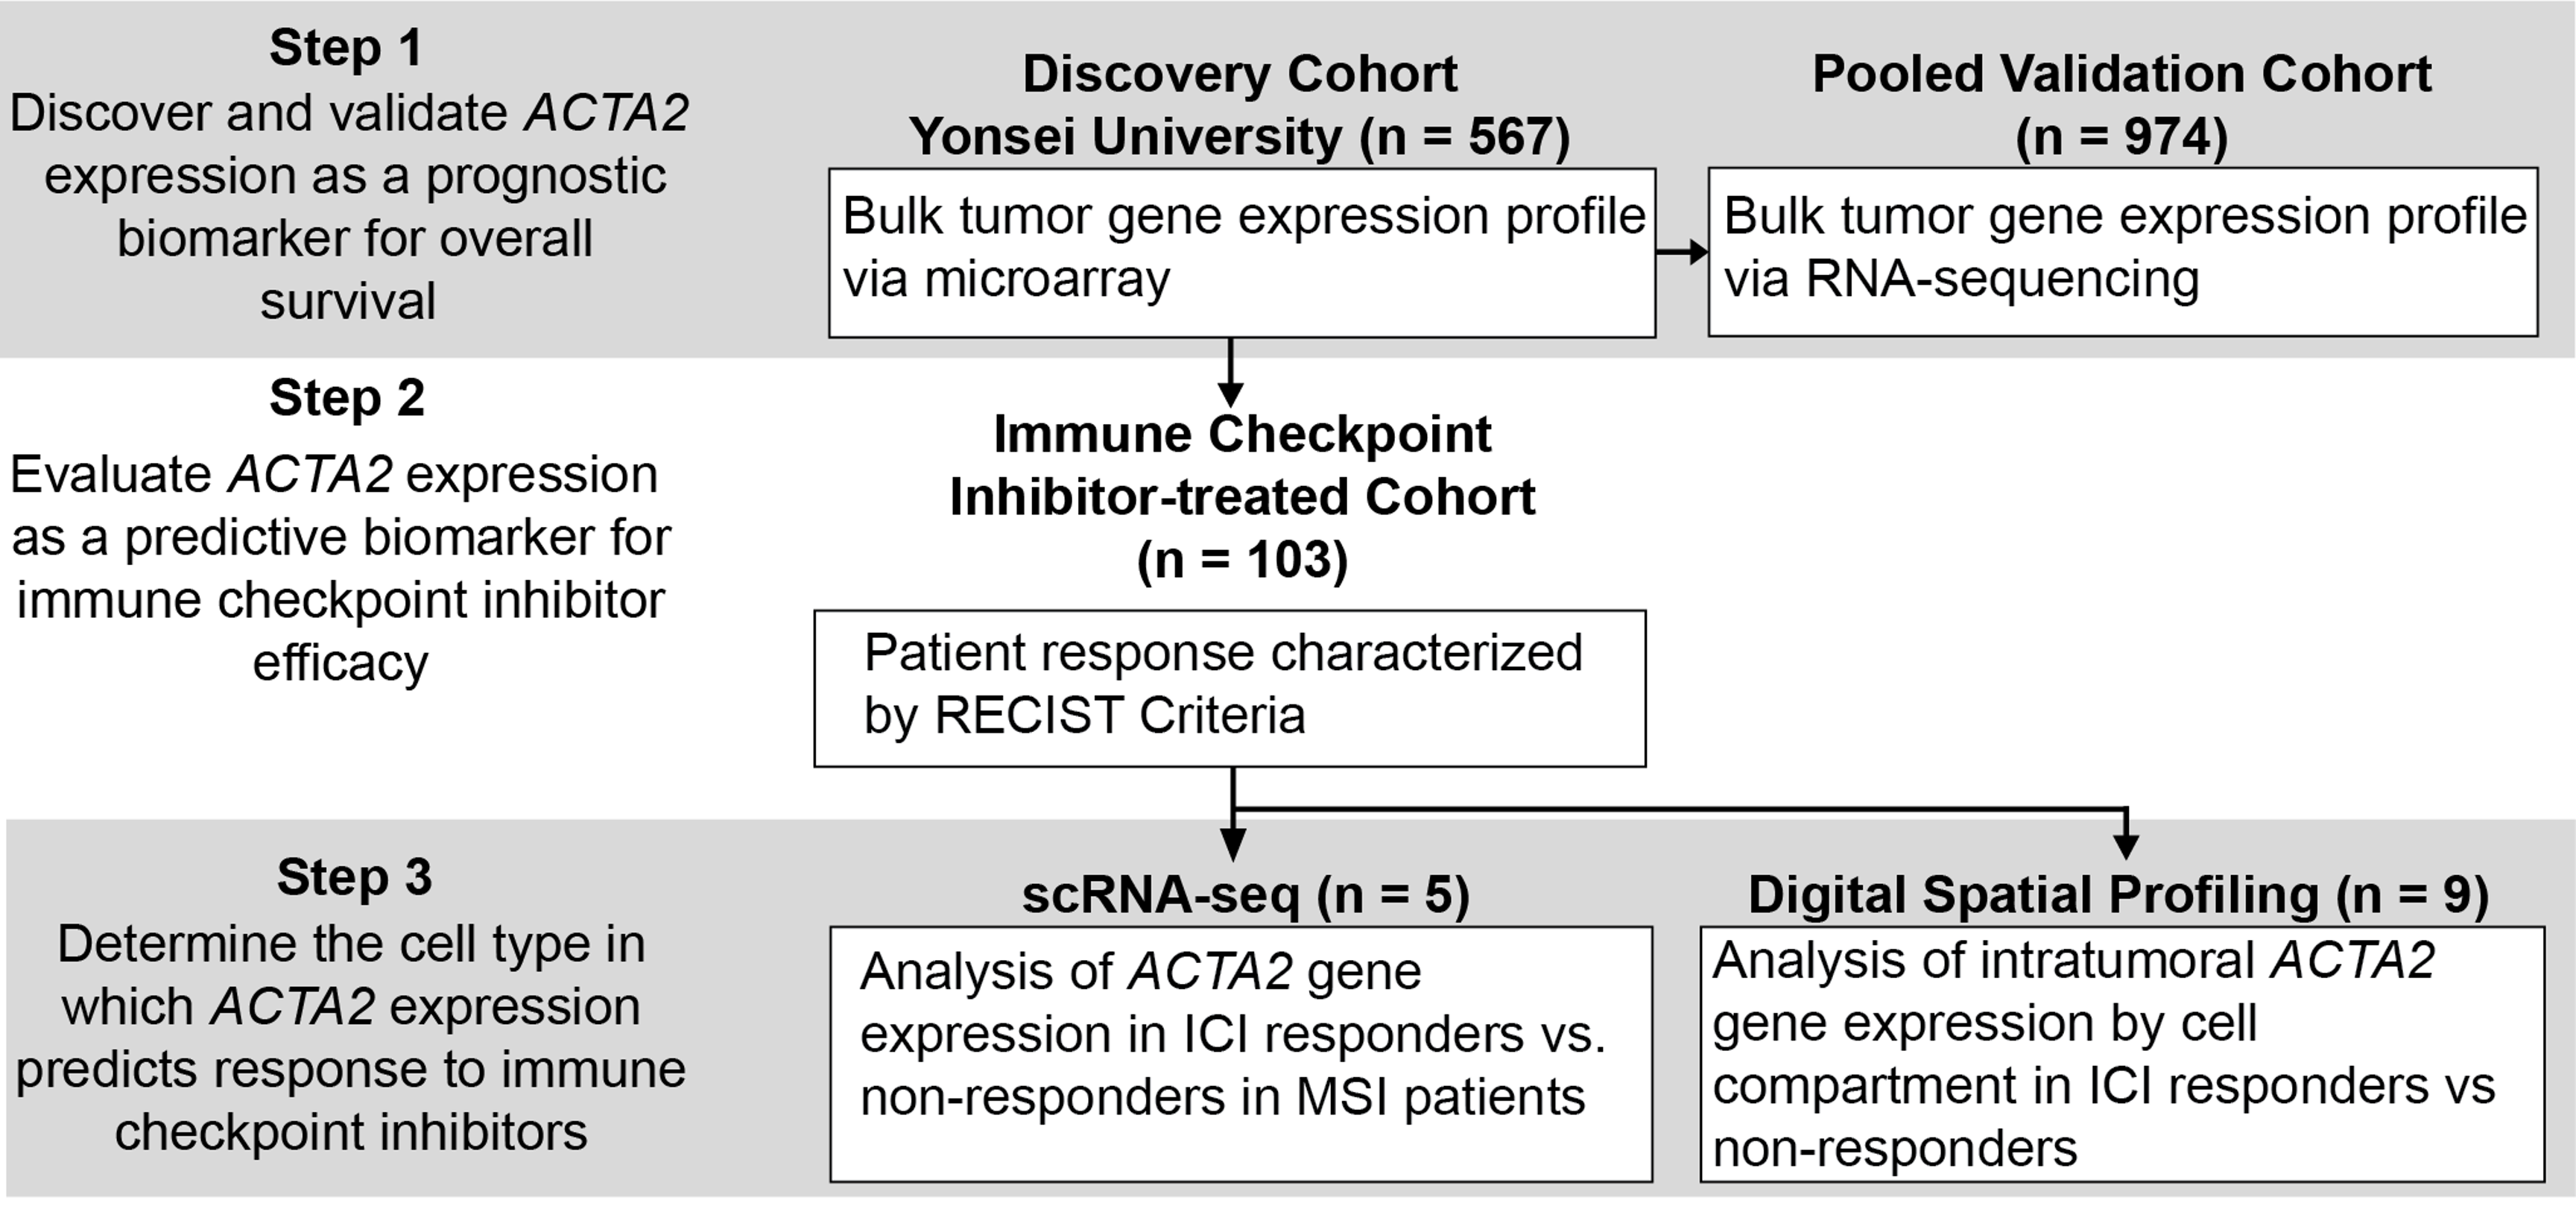 Step 1
Discover and validate ACTA2
expression as a prognostic
biomarker for overall
survival
Discovery Cohort
Yonsei University (n = 567)
Bulk tumor gene expression profile
via microarray
Pooled Validation Cohort
(n = 974)
Bulk tumor gene expression profile
via RNA-sequencing
Step 2
Evaluate ACTA2 expression
as a predictive biomarker for
immune checkpoint inhibitor
efficacy
Immune Checkpoint
Inhibitor-treated Cohort
(n = 103)
Patient response characterized
by RECIST Criteria
Step 3
Determine the cell type in
which ACTA2 expression
predicts response to immune
checkpoint inhibitors
scRNA-seq (n = 5)
Analysis of ACTA2 gene
expression in ICI responders vs.
non-responders in MSI patients
Digital Spatial Profiling (n = 9)
Analysis of intratumoral ACTA2
gene expression by cell
compartment in ICI responders vs
non-responders